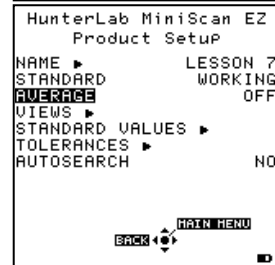 HunterLab MiniScan EZ
Product Setup
NAME ▶ LESSON 7
STANDARD WORKING
AVERAGE OFF
VIEWS ▶
STANDARD VALUES ▶
TOLERANCES ▶
AUTOSEARCH NO
MAIN MENU
BACK